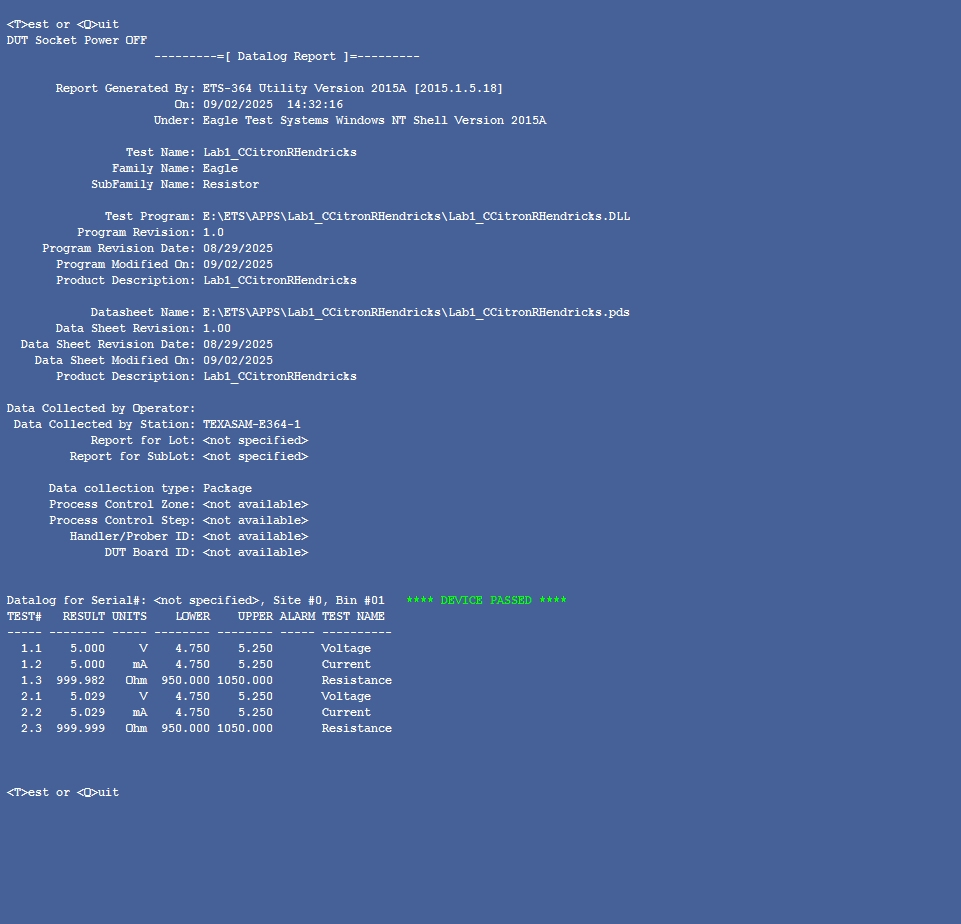 <T>est or <Q>uit
DUT Socket Power OFF
---------=[ Datalog Report ]=---------
Report Generated By: ETS-364 Utility Version 2015A [2015.1.5.18]
On: 09/02/2025  14:32:16
Under: Eagle Test Systems Windows NT Shell Version 2015A
Test Name: Lab1_CCitronRHendricks
Family Name: Eagle
SubFamily Name: Resistor
Test Program: E:\ETS\APPS\Lab1_CCitronRHendricks\Lab1_CCitronRHendricks.DLL
Program Revision: 1.0
Program Revision Date: 08/29/2025
Program Modified On: 09/02/2025
Product Description: Lab1_CCitronRHendricks
Datasheet Name: E:\ETS\APPS\Lab1_CCitronRHendricks\Lab1_CCitronRHendricks.pds
Data Sheet Revision: 1.00
Data Sheet Revision Date: 08/29/2025
Data Sheet Modified On: 09/02/2025
Product Description: Lab1_CCitronRHendricks
Data Collected by Operator:
Data Collected by Station: TEXASAM-E364-1
Report for Lot: <not specified>
Report for SubLot: <not specified>
Data collection type: Package
Process Control Zone: <not available>
Process Control Step: <not available>
Handler/Prober ID: <not available>
DUT Board ID: <not available>
Datalog for Serial#: <not specified>, Site #0, Bin #01   **** DEVICE PASSED ****
TEST#   RESULT UNITS    LOWER    UPPER ALARM TEST NAME
----- -------- ----- -------- -------- ----- ----------
  1.1    5.000     V    4.750    5.250       Voltage
  1.2    5.000    mA    4.750    5.250       Current
  1.3  999.982   Ohm  950.000 1050.000       Resistance
  2.1    5.029     V    4.750    5.250       Voltage
  2.2    5.029    mA    4.750    5.250       Current
  2.3  999.999   Ohm  950.000 1050.000       Resistance
<T>est or <Q>uit